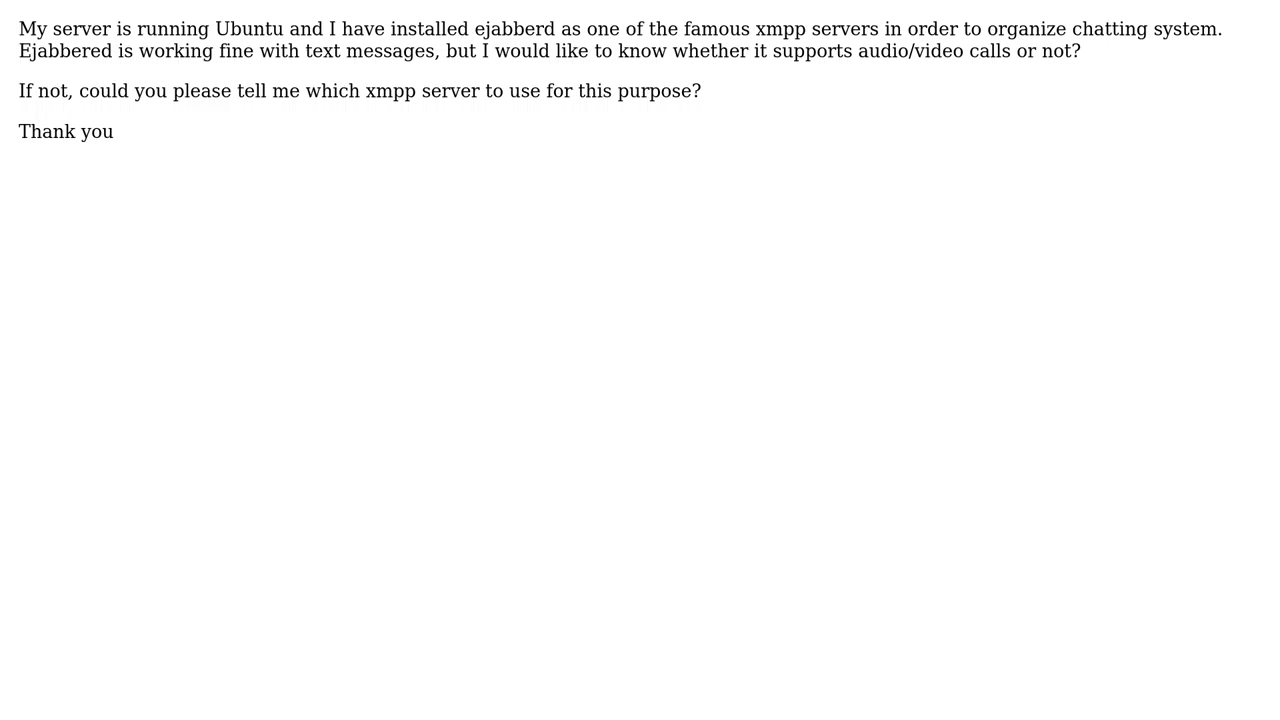 My server is running Ubuntu and I have installed ejabberd as one of the famous xmpp servers in order to organize chatting system.
Ejabbered is working fine with text messages, but I would like to know whether it supports audio/video calls or not?
If not, could you please tell me which xmpp server to use for this purpose?
Thank you